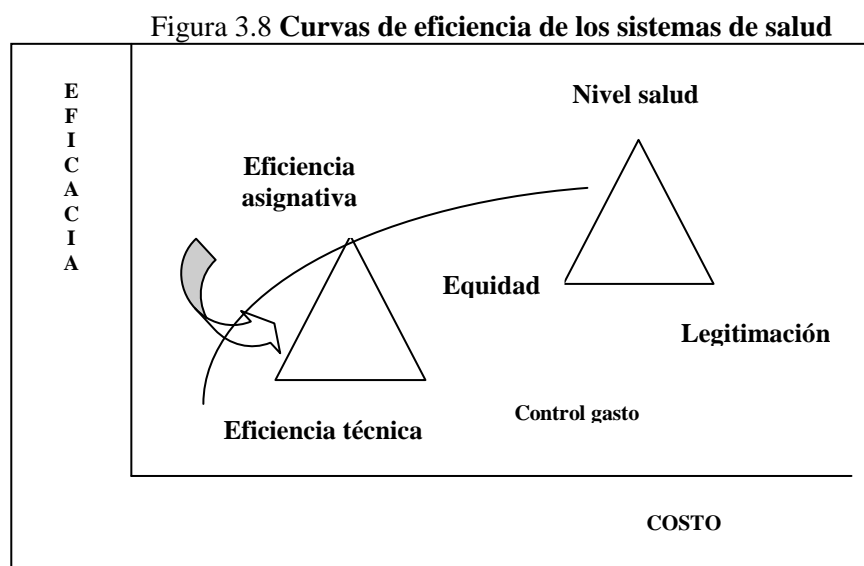 Figura 3.8 Curvas de eficiencia de los sistemas de salud
EFICACIA
Nivel salud
Eficiencia
asignativa
Equidad
Legitimación
Control gasto
Eficiencia técnica
COSTO